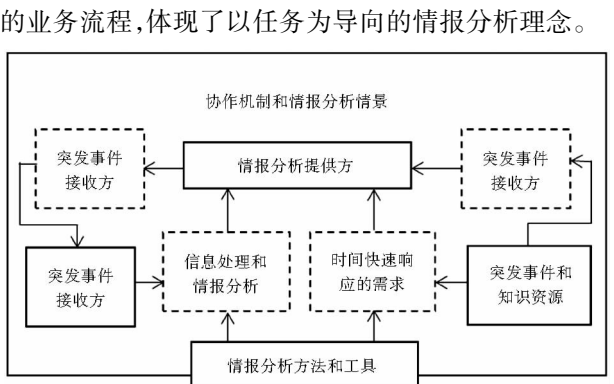 的业务流程,体现了以任务为导向的情报分析理念。
协作机制和情报分析情景
突发事件
接收方
情报分析提供方
突发事件
接收方
突发事件
接收方
信息处理和
情报分析
时间快速响
应的需求
突发事件和
知识资源
情报分析方法和工具